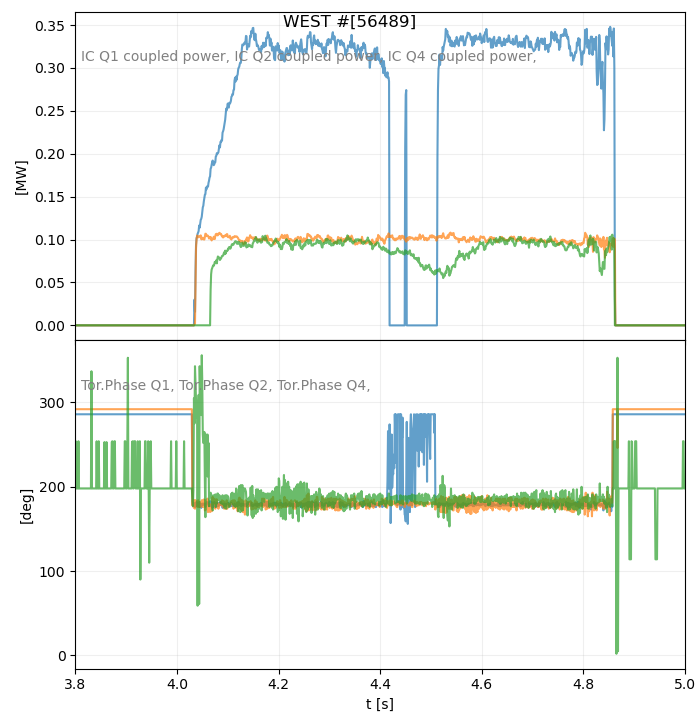 WEST #[56489]
IC Q1 coupled power, IC Q2 coupled power, IC Q4 coupled power,
[MW]
0.35
0.30
0.25
0.20
0.15
0.10
0.05
0.00
Tor.Phase Q1, Tor.Phase Q2, Tor.Phase Q4,
[deg]
300
200
100
0
3.8 4.0 4.2 4.4 4.6 4.8 5.0
t [s]